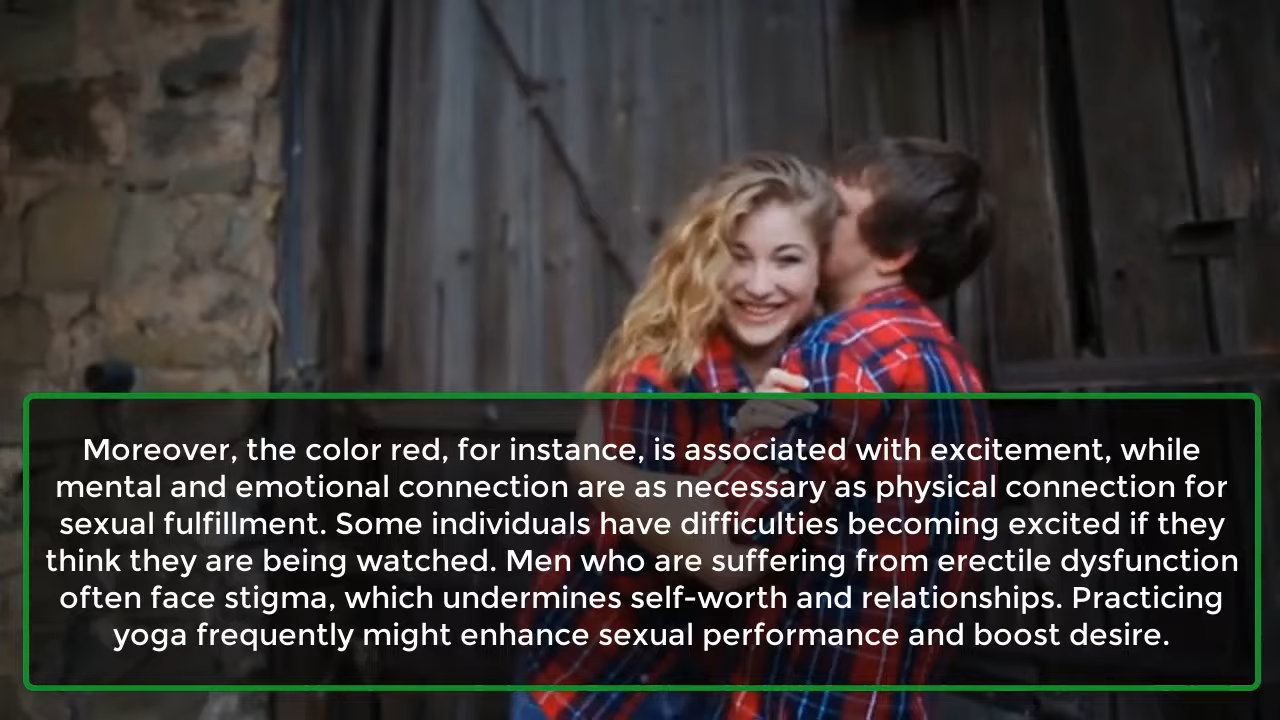 Moreover, the color red, for instance, is associated with excitement, while
mental and emotional connection are as necessary as physical connection for
sexual fulfillment. Some individuals have difficulties becoming excited if they
think they are being watched. Men who are suffering from erectile dysfunction
often face stigma, which undermines self-worth and relationships. Practicing
yoga frequently might enhance sexual performance and boost desire.